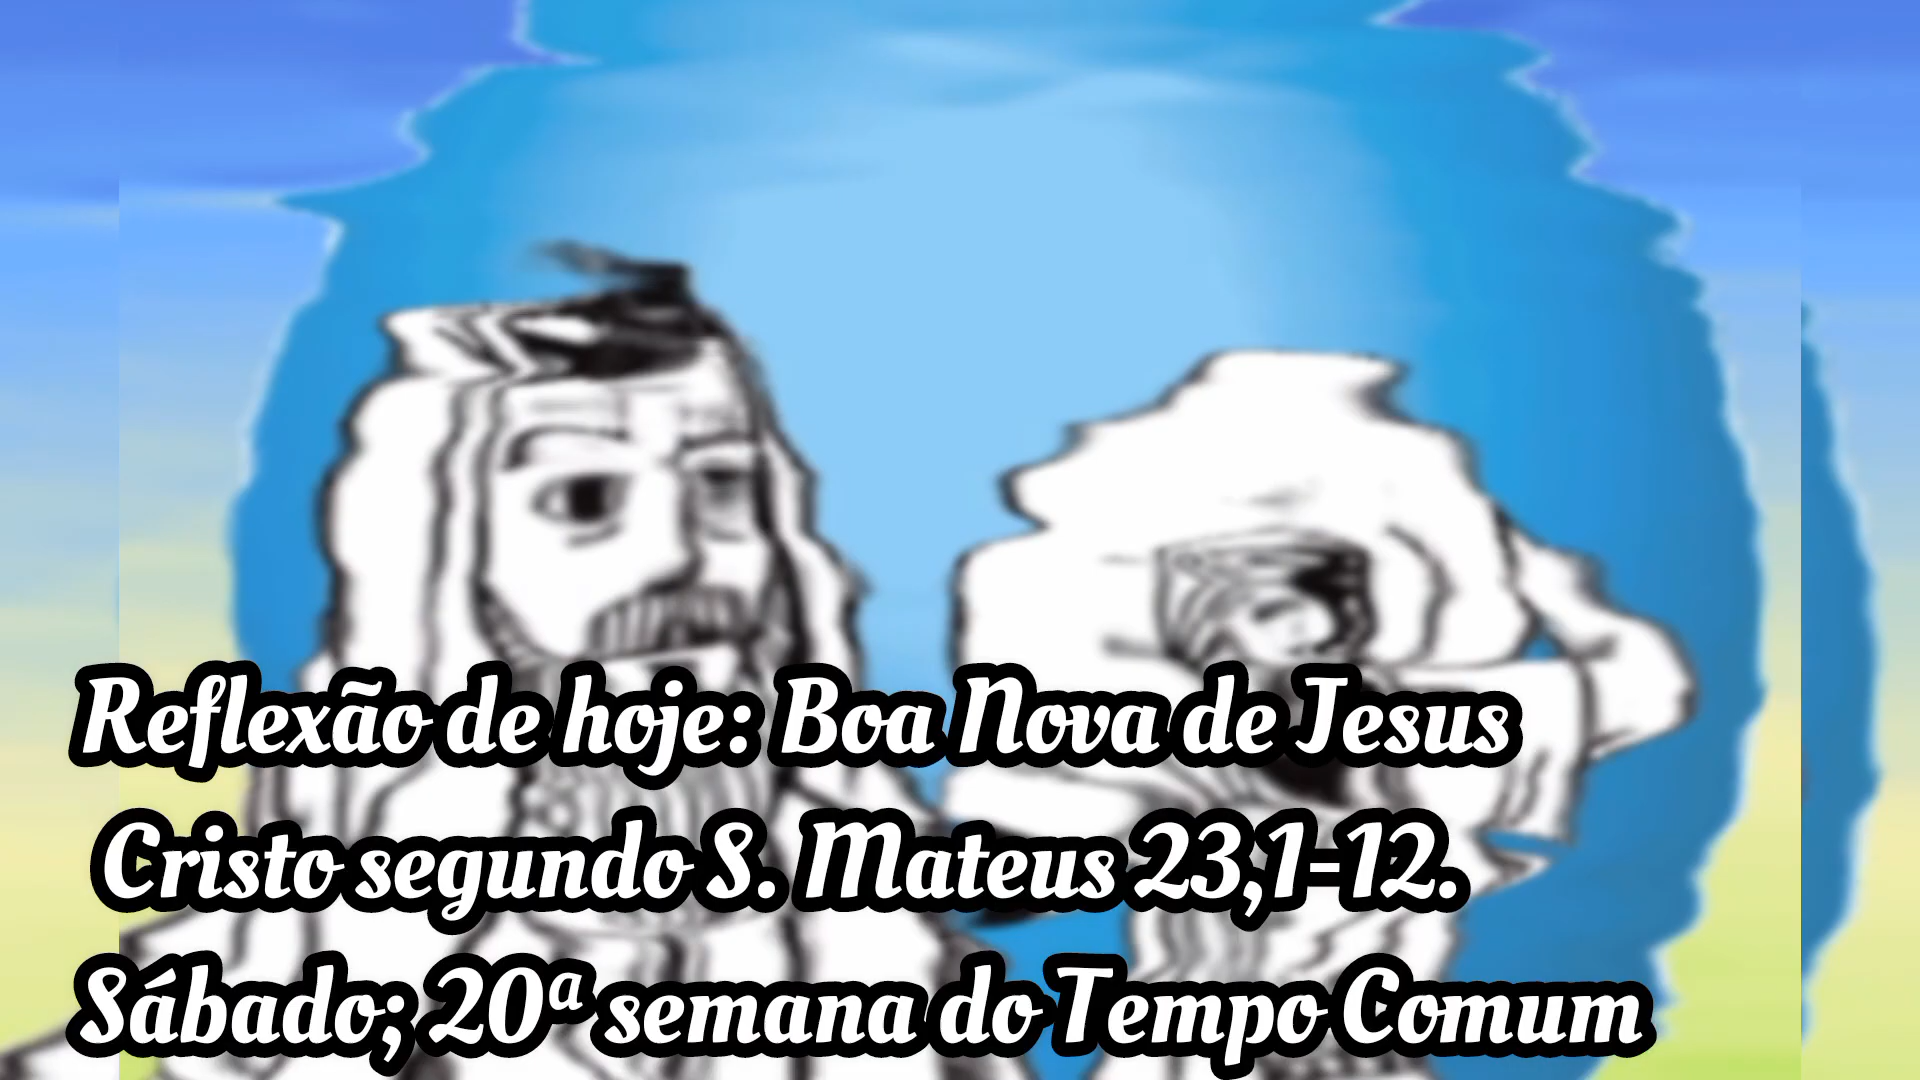 Reflexão de hoje: Boa Nova de Jesus
Cristo segundo S. Mateus 23,1-12.
Sábado; 20ª semana do Tempo Comum